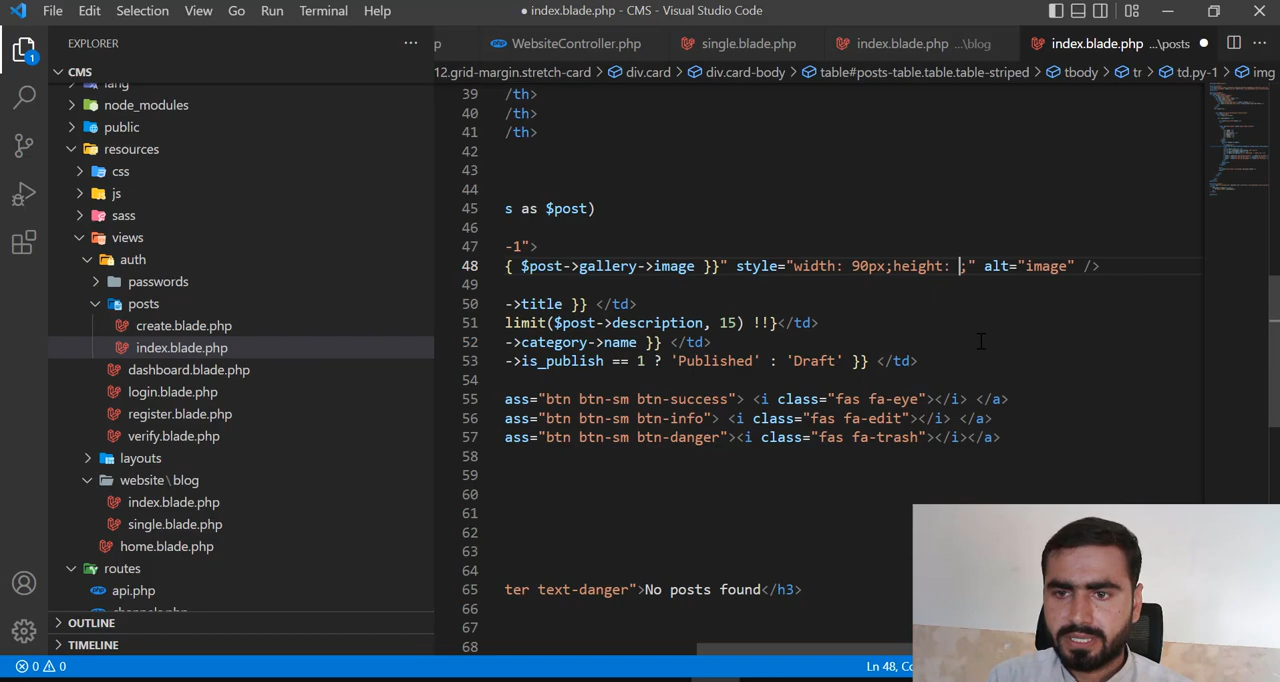 File Edit Selection View Go Run Terminal Help
● index.blade.php - CMS - Visual Studio Code
EXPLORER ···
p WebsiteController.php single.blade.php index.blade.php ...\blog index.blade.php ...\posts ●
12.grid-margin.stretch-card > div.card > div.card-body > table#posts-table.table.table-striped > tbody > tr > td.py-1 > img
CMS
lang
node_modules
public
resources
css
js
sass
views
auth
passwords
posts
create.blade.php
index.blade.php
dashboard.blade.php
login.blade.php
register.blade.php
verify.blade.php
layouts
website\blog
index.blade.php
single.blade.php
home.blade.php
routes
api.php
channels.php
OUTLINE
TIMELINE
1
39 /th>
40 /th>
41 /th>
42
43
44
45 s as $post)
46
47 -1">
48 { $post->gallery->image }}" style="width: 90px;height: ;" alt="image" />
49
50 ->title }} </td>
51 limit($post->description, 15) !!}</td>
52 ->category->name }} </td>
53 ->is_publish == 1 ? 'Published' : 'Draft' }} </td>
54
55 ass="btn btn-sm btn-success"> <i class="fas fa-eye"></i> </a>
56 ass="btn btn-sm btn-info"> <i class="fas fa-edit"></i> </a>
57 ass="btn btn-sm btn-danger"><i class="fas fa-trash"></i></a>
58
59
60
61
62
63
64
65 ter text-danger">No posts found</h3>
66
67
68
0 0
Ln 48, Co